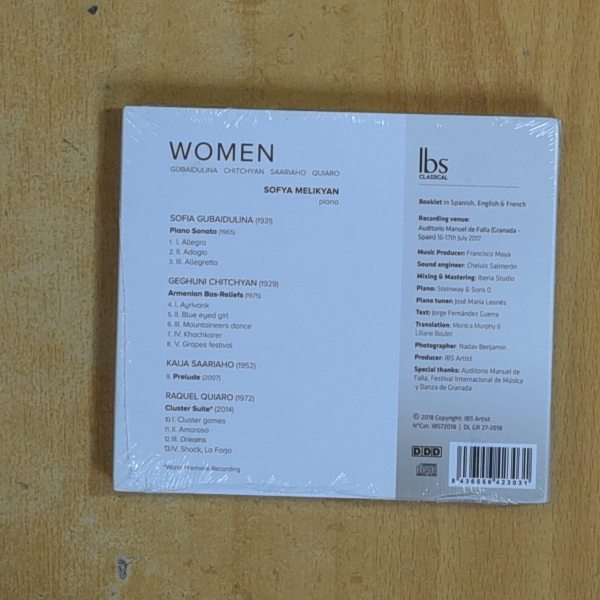 WOMEN
GUBAIDULINA CHITCHYAN SAARIAHO QUIARO
SOFYA MELIKYAN
piano
SOFIA GUBAIDULINA (1931)
Piano Sonata (1965)
1. I. Allegro
2. II. Adagio
3. III. Allegretto
GEGHUNI CHITCHYAN (1929)
Armenian Bas-Reliefs (1975)
4. I. Ayrivank
5. II. Blue eyed girl
6. III. Mountaineers dance
7. IV. Khachkarer
8. V. Grapes festival
KAIJA SAARIAHO (1952)
9. Prelude (2007)
RAQUEL QUIARO (1972)
Cluster Suite* (2014)
10.I. Cluster games
11.II. Amoroso
12.III. Dreams
13.IV. Shock, La Forja
*World Premiere Recording
Ibs
CLASSICAL
Booklet in Spanish, English & French
Recording venue:
Auditorio Manuel de Falla (Granada -
Spain) 16-17th July 2017
Music Producer: Francisco Moya
Sound engineer: Cheluis Salmerón
Mixing & Mastering: Iberia Studio
Piano: Steinway & Sons D
Piano tuner: José María Leonés
Text: Jorge Fernández Guerra
Translation: Monica Murphy &
Liliane Boulet
Photographer: Nadav Benjamin
Producer: IBS Artist
Special thanks: Auditorio Manuel de
Falla, Festival Internacional de Música
y Danza de Granada
© 2018 Copyright: IBS Artist
NºCat. IBS72018 | DL GR 27-2018
DDD
8 436556 423031